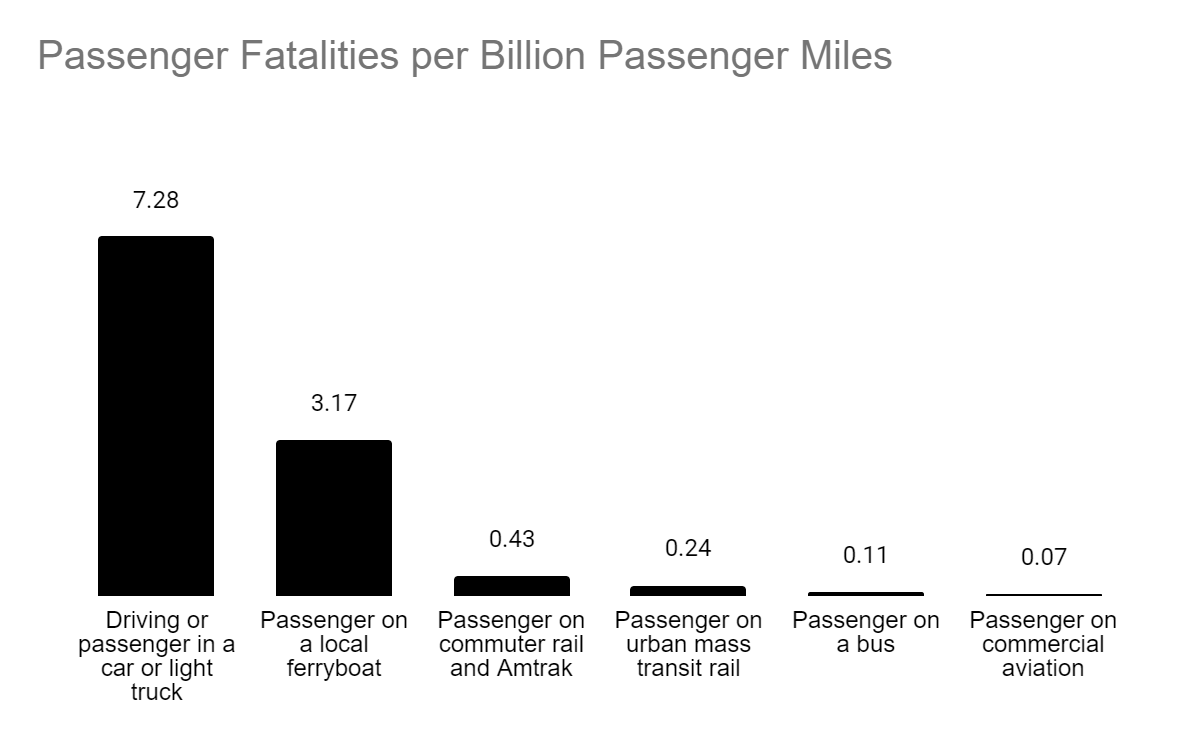 Passenger Fatalities per Billion Passenger Miles
7.28
3.17
0.43
0.24
0.11
0.07
Driving or
passenger in a
car or light
truck
Passenger on
a local
ferryboat
Passenger on
commuter rail
and Amtrak
Passenger on
urban mass
transit rail
Passenger on
a bus
Passenger on
commercial
aviation